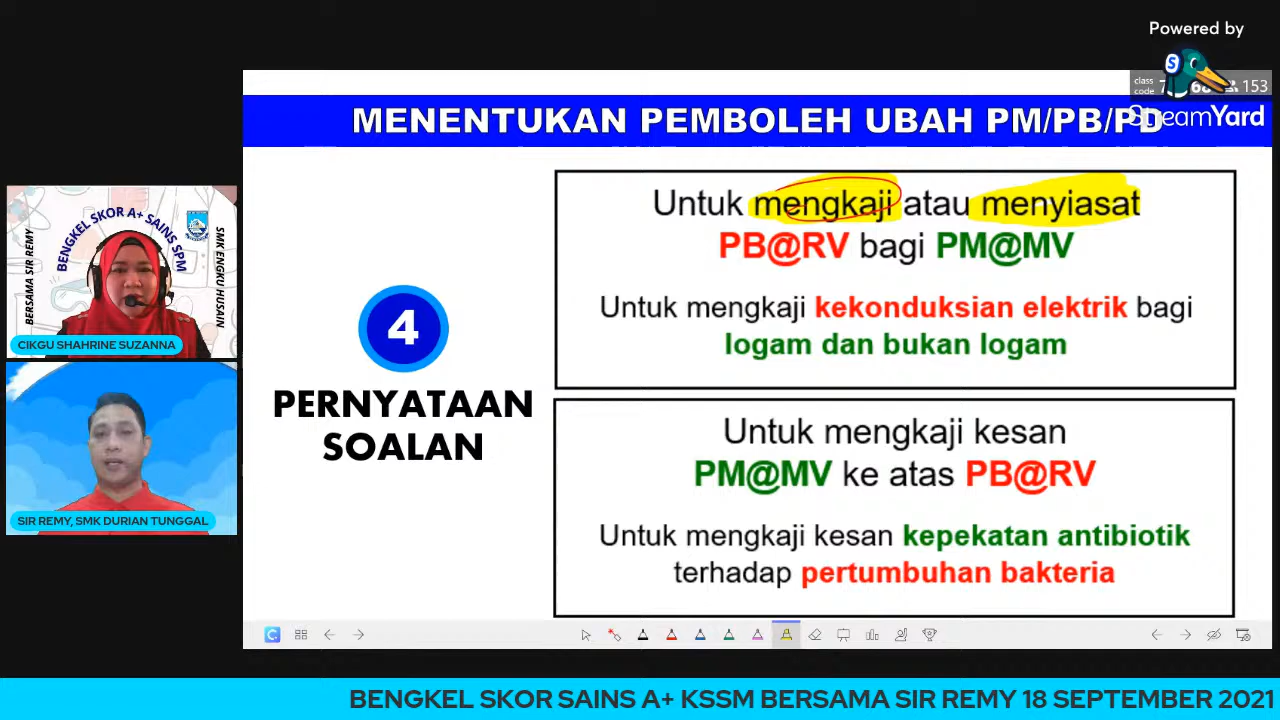 Powered by
class
code
153
StreamYard
MENENTUKAN PEMBOLEH UBAH PM/PB/PD
Untuk mengkaji atau menyiasat
PB@RV bagi PM@MV
Untuk mengkaji kekonduksian elektrik bagi
logam dan bukan logam
4
PERNYATAAN
SOALAN
Untuk mengkaji kesan
PM@MV ke atas PB@RV
Untuk mengkaji kesan kepekatan antibiotik
terhadap pertumbuhan bakteria
BENGKEL SKOR A+ SAINS SPM
BERSAMA SIR REMY
SMK ENGKU HUSAIN
CIKGU SHAHRINE SUZANNA
SIR REMY, SMK DURIAN TUNGGAL
BENGKEL SKOR SAINS A+ KSSM BERSAMA SIR REMY 18 SEPTEMBER 2021